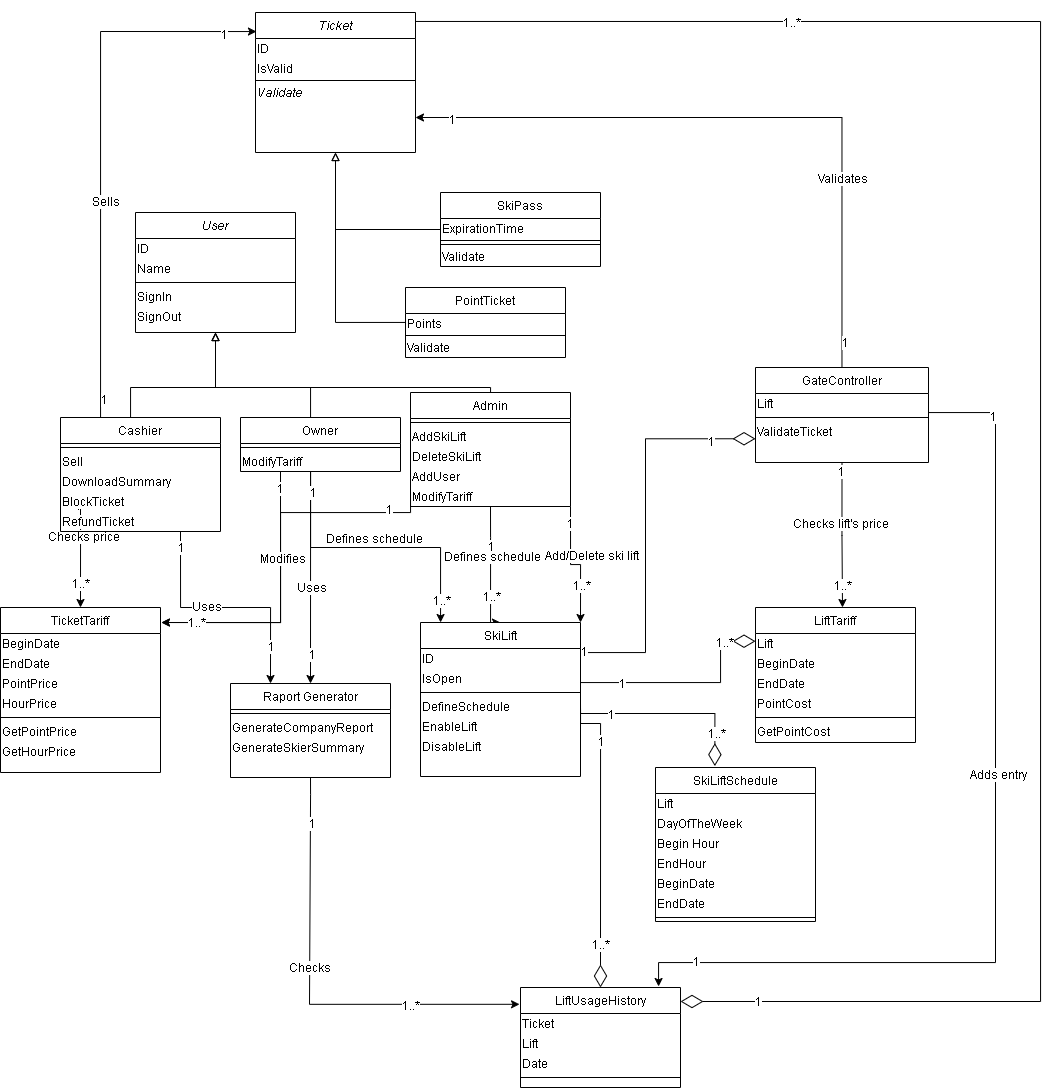 Ticket
ID
IsValid
Validate
1
1..*
1
Sells
Validates
SkiPass
ExpirationTime
Validate
User
ID
Name
SignIn
SignOut
PointTicket
Points
Validate
1
1
GateController
Lift
ValidateTicket
Cashier
Sell
DownloadSummary
BlockTicket
RefundTicket
Owner
ModifyTariff
Admin
AddSkiLift
DeleteSkiLift
AddUser
ModifyTariff
1
1
1
1
1
1
1
1
1
Checks price
Defines schedule
Defines schedule
Add/Delete ski lift
Checks lift's price
Modifies
Uses
Uses
1..*
1..*
1..*
1..*
1..*
1..*
TicketTariff
BeginDate
EndDate
PointPrice
HourPrice
GetPointPrice
GetHourPrice
1
1
Raport Generator
GenerateCompanyReport
GenerateSkierSummary
SkiLift
ID
IsOpen
DefineSchedule
EnableLift
DisableLift
1
1..*
1
1
1
1..*
LiftTariff
Lift
BeginDate
EndDate
PointCost
GetPointCost
SkiLiftSchedule
Lift
DayOfTheWeek
Begin Hour
EndHour
BeginDate
EndDate
Adds entry
1
Checks
1..*
1..*
1
1
LiftUsageHistory
Ticket
Lift
Date